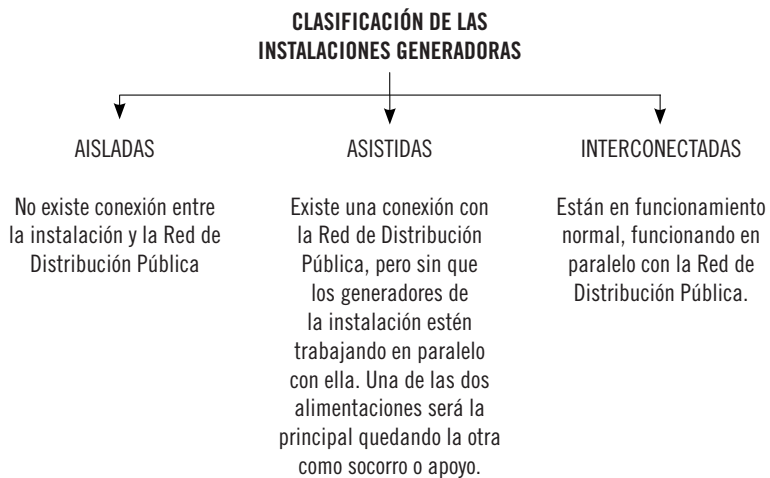 CLASIFICACIÓN DE LAS
INSTALACIONES GENERADORAS
AISLADAS
No existe conexión entre
la instalación y la Red de
Distribución Pública
ASISTIDAS
Existe una conexión con
la Red de Distribución
Pública, pero sin que
los generadores de
la instalación estén
trabajando en paralelo
con ella. Una de las dos
alimentaciones será la
principal quedando la otra
como socorro o apoyo.
INTERCONECTADAS
Están en funcionamiento
normal, funcionando en
paralelo con la Red de
Distribución Pública.